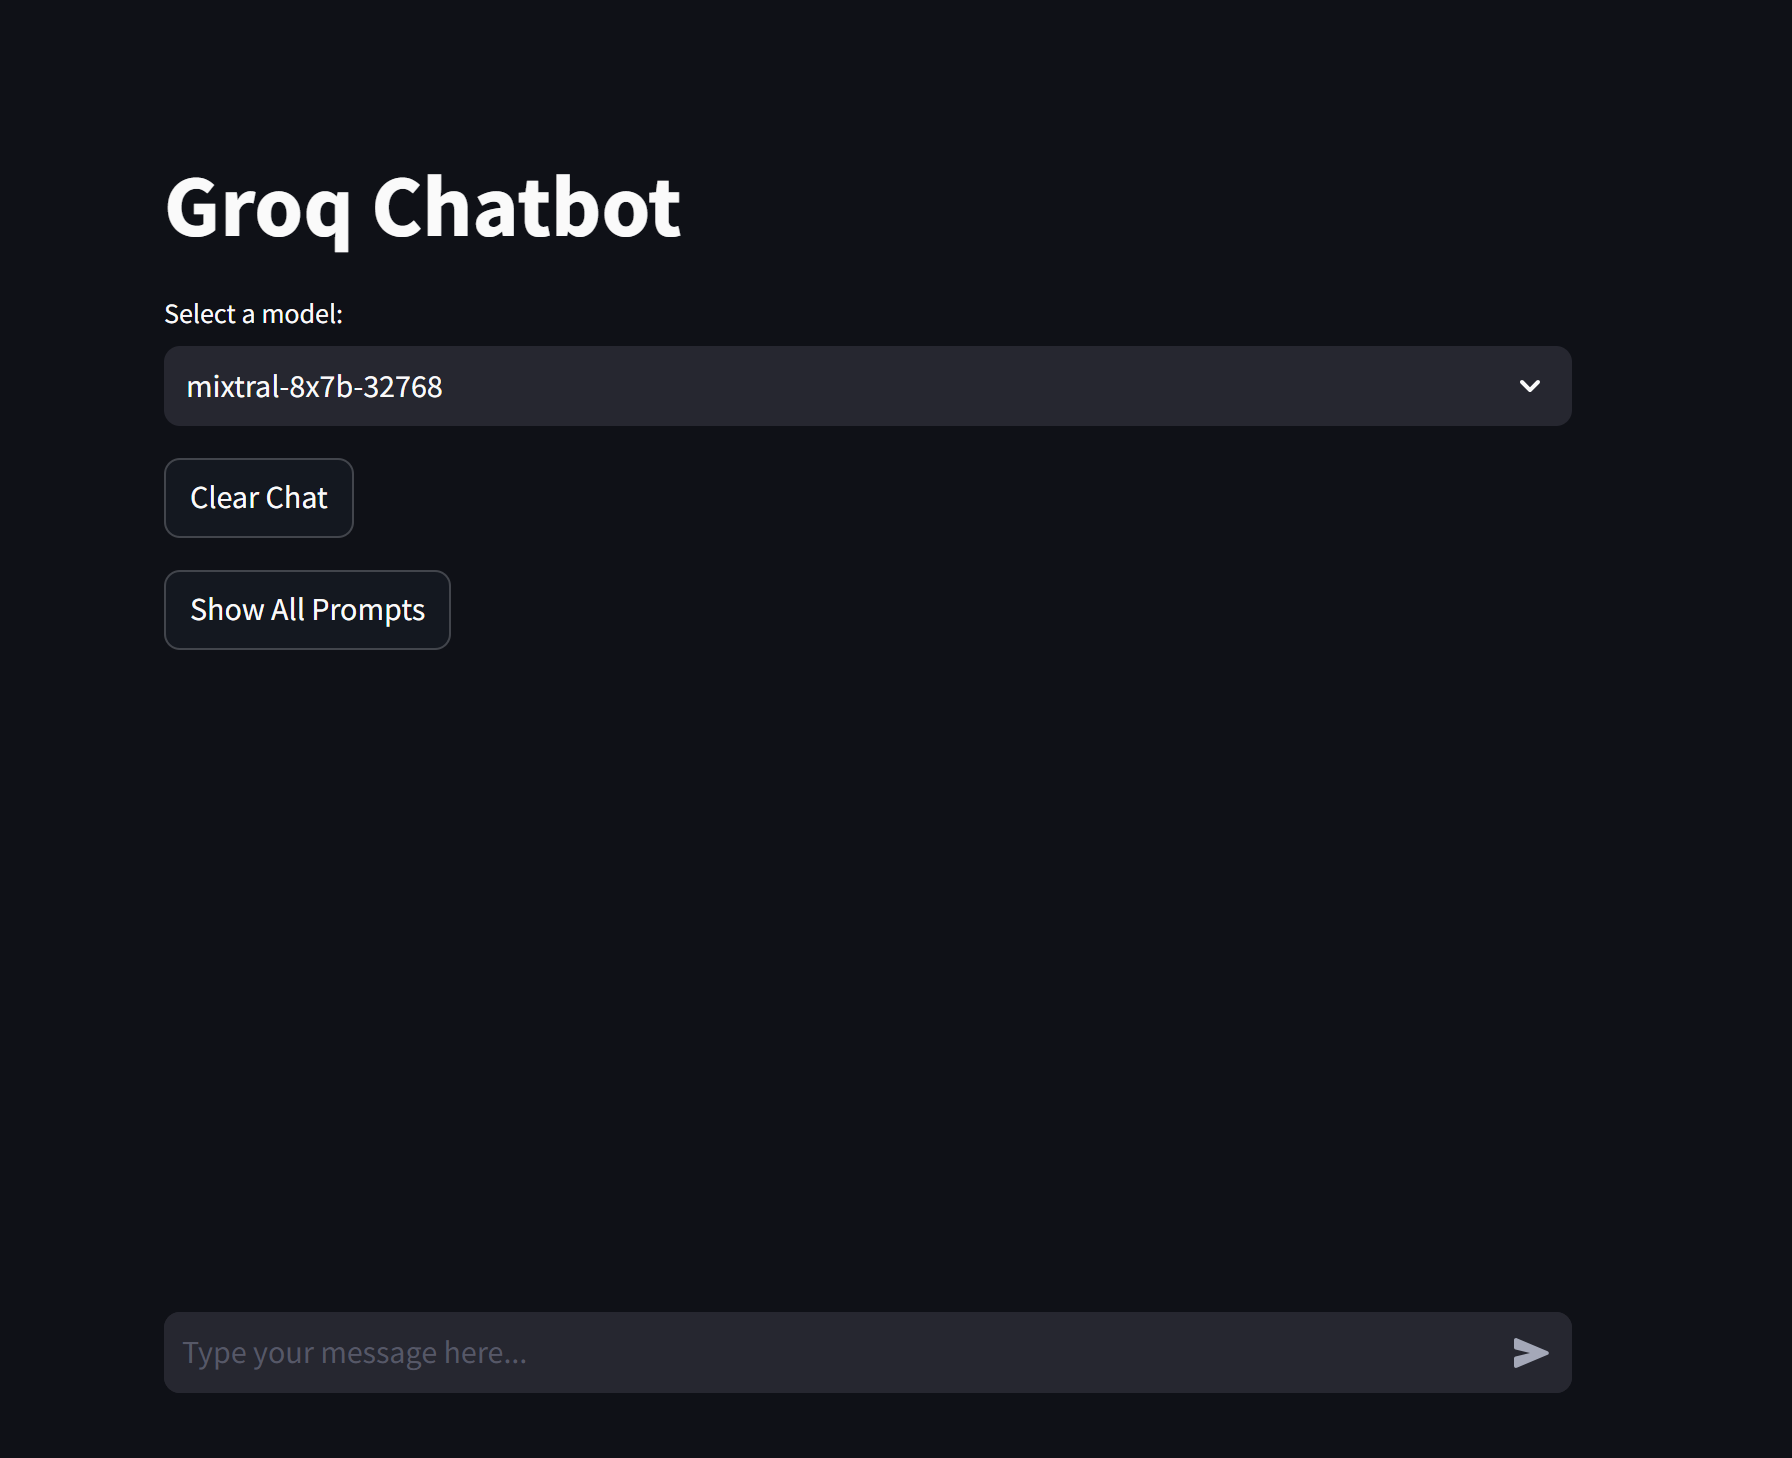 Groq Chatbot
Select a model:
mixtral-8x7b-32768
Clear Chat
Show All Prompts
Type your message here...